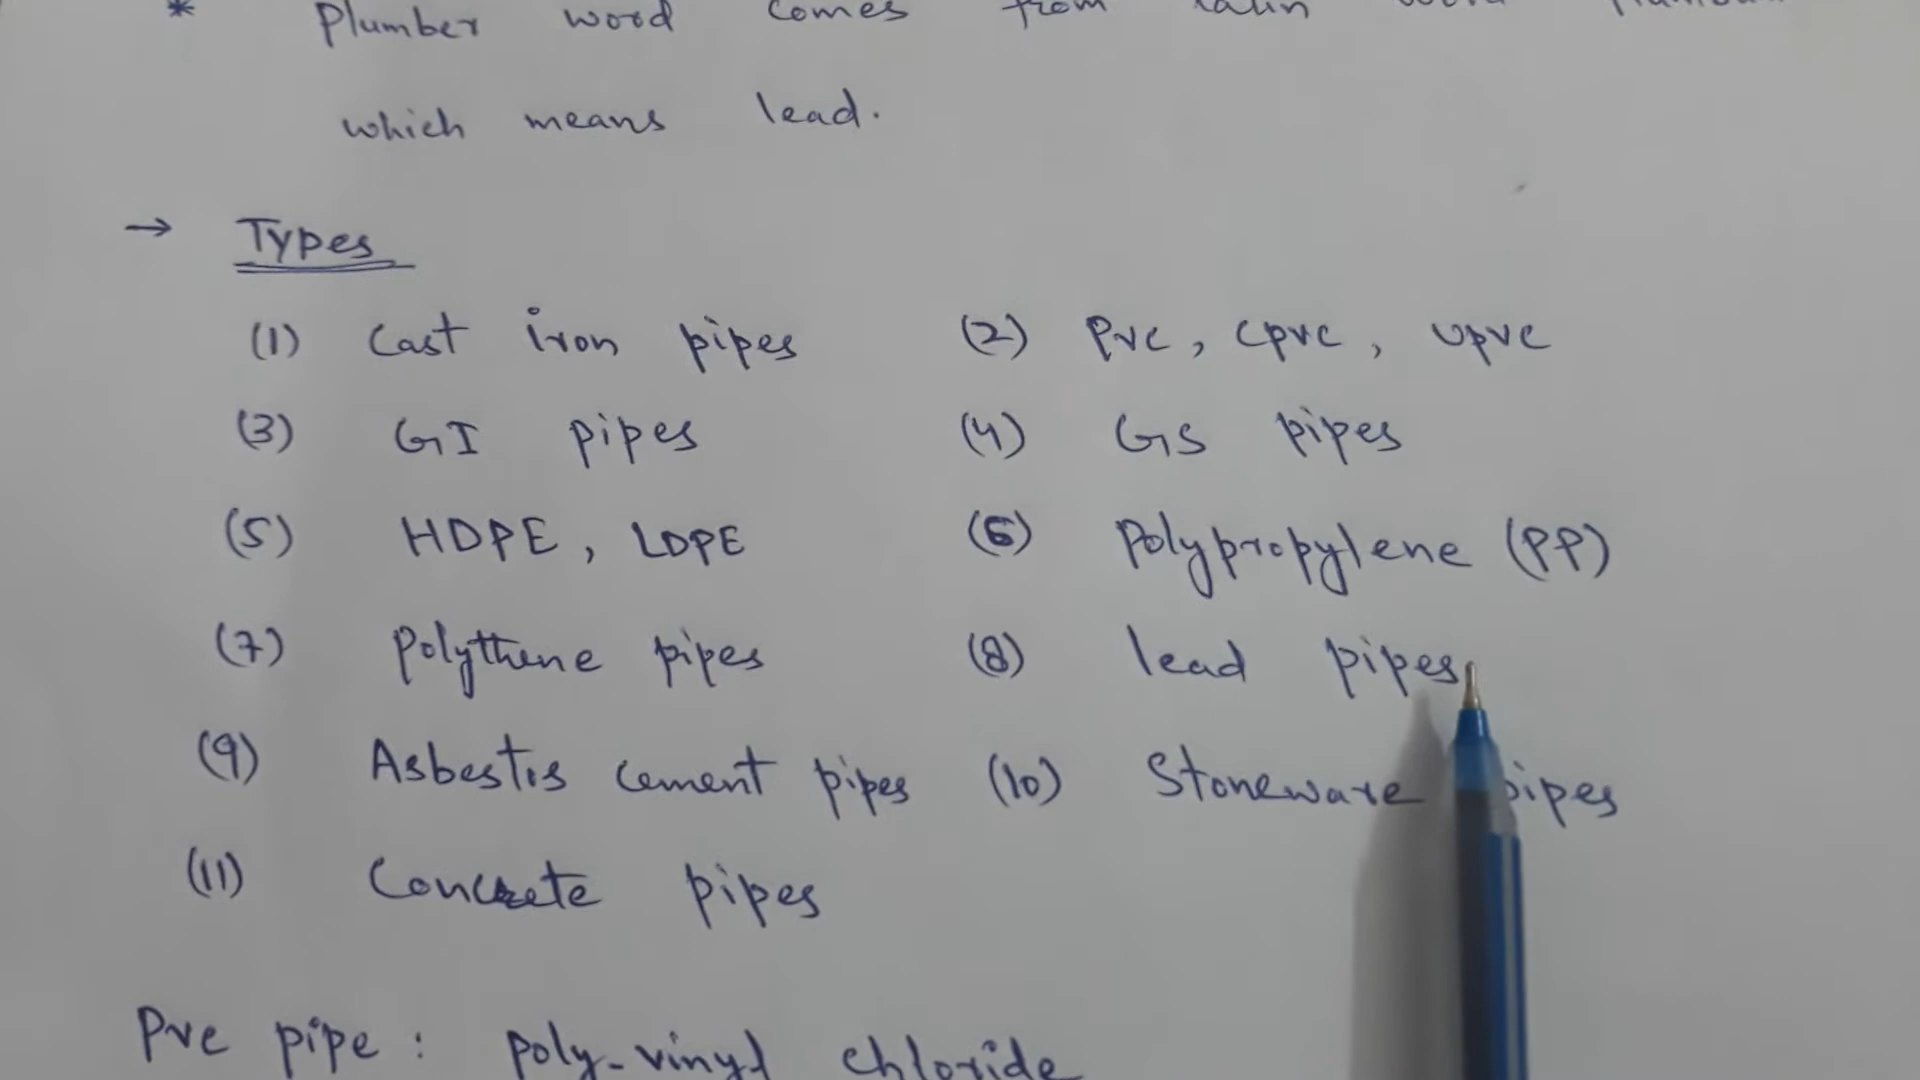 * Plumber word comes from latin word
which means lead.
→ Types
(1) Cast iron pipes (2) PVC, CPVC, UPVC
(3) GI pipes (4) GS pipes
(5) HDPE, LDPE (6) Polypropylene (PP)
(7) Polythene pipes (8) lead pipes
(9) Asbestis cement pipes (10) Stoneware pipes
(11) Concrete pipes
PVC pipe : poly-vinyl chloride